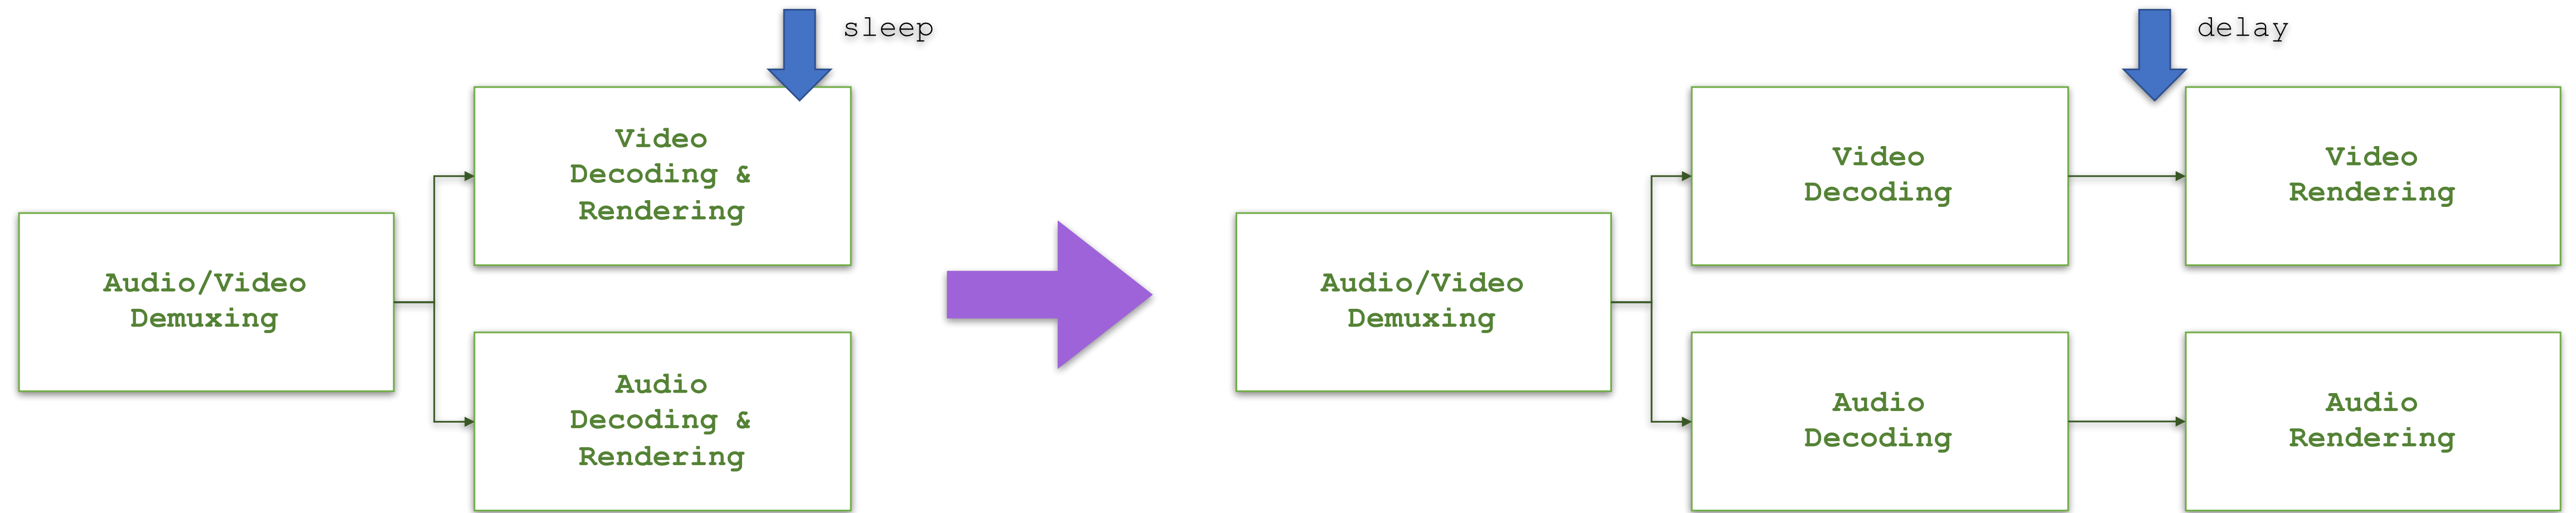 sleep
Video
Decoding &
Rendering
Audio/Video
Demuxing
Audio
Decoding &
Rendering
delay
Video
Decoding
Video
Rendering
Audio/Video
Demuxing
Audio
Decoding
Audio
Rendering